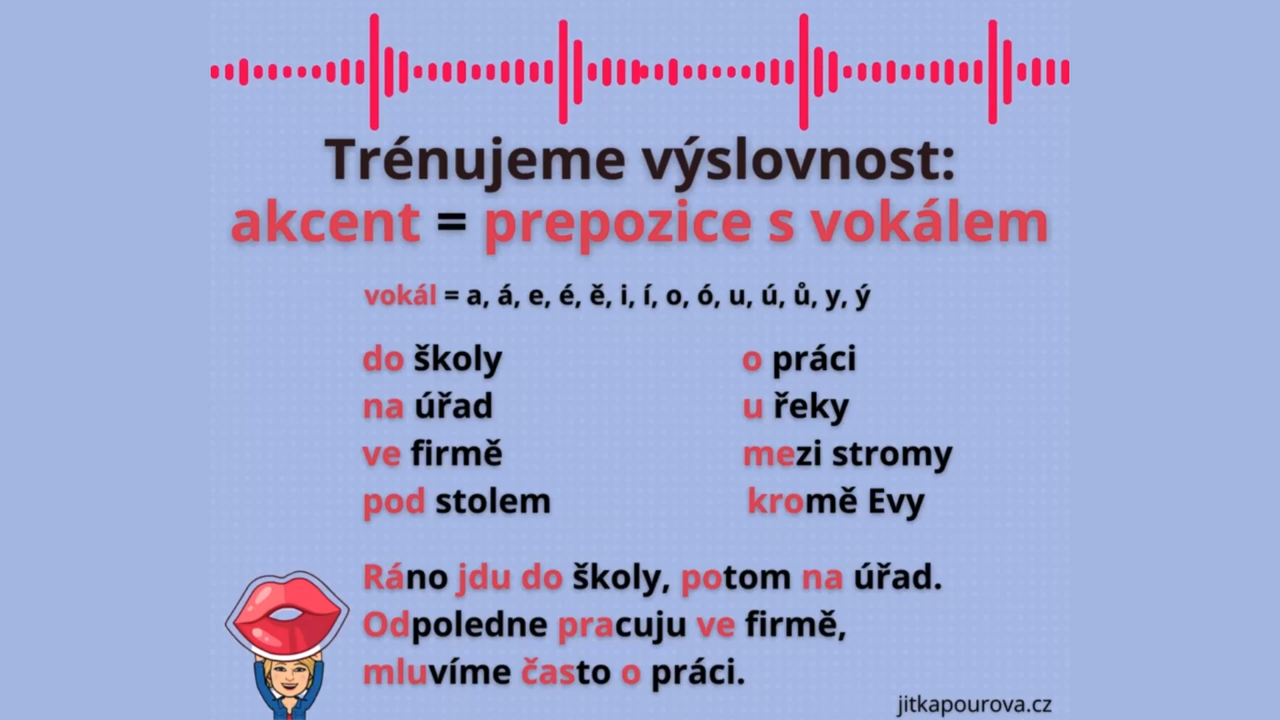 Trénujeme výslovnost:
akcent = prepozice s vokálem
vokál = a, á, e, é, ě, i, í, o, ó, u, ú, ů, y, ý
do školy
na úřad
ve firmě
pod stolem
o práci
u řeky
mezi stromy
kromě Evy
Ráno jdu do školy, potom na úřad.
Odpoledne pracuju ve firmě,
mluvíme často o práci.
jitkapourova.cz